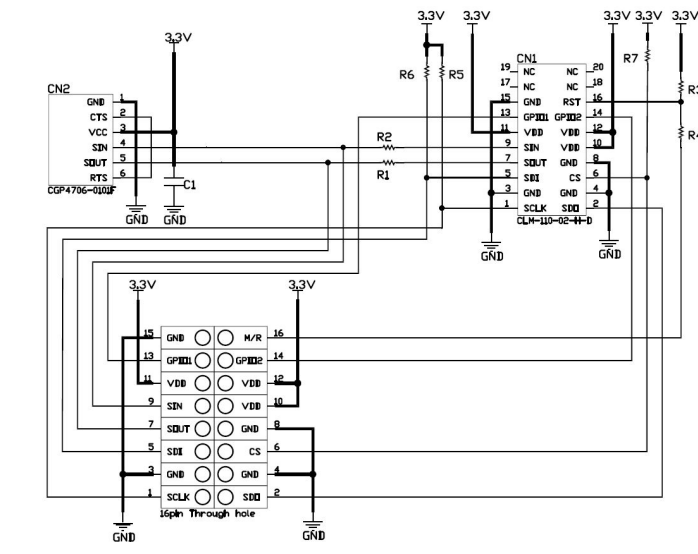 3.3V 3.3V 3.3V 3.3V 3.3V
3.3V
R6 R5 R7
CN1
19 NC NC 20
17 NC NC 18
15 GND RST 16
13 GPIO1 GPIO2 14
11 VDD VDD 12
9 SIN VDD 10
7 SOUT GND 8
5 SDI CS 6
3 GND GND 4
1 SCLK SDO 2
CLM-110-02-H-D
GND GND
CN2
GND 1
CTS 2
VCC 3
SIN 4
SOUT 5
RTS 6
CGP4706-0101F
R2
R1
C1
GND GND
3.3V 3.3V
15 GND M/R 16
13 GPIO1 GPIO2 14
11 VDD VDD 12
9 SIN VDD 10
7 SOUT GND 8
5 SDI CS 6
3 GND GND 4
1 SCLK SDO 2
16pin Through hole
GND GND